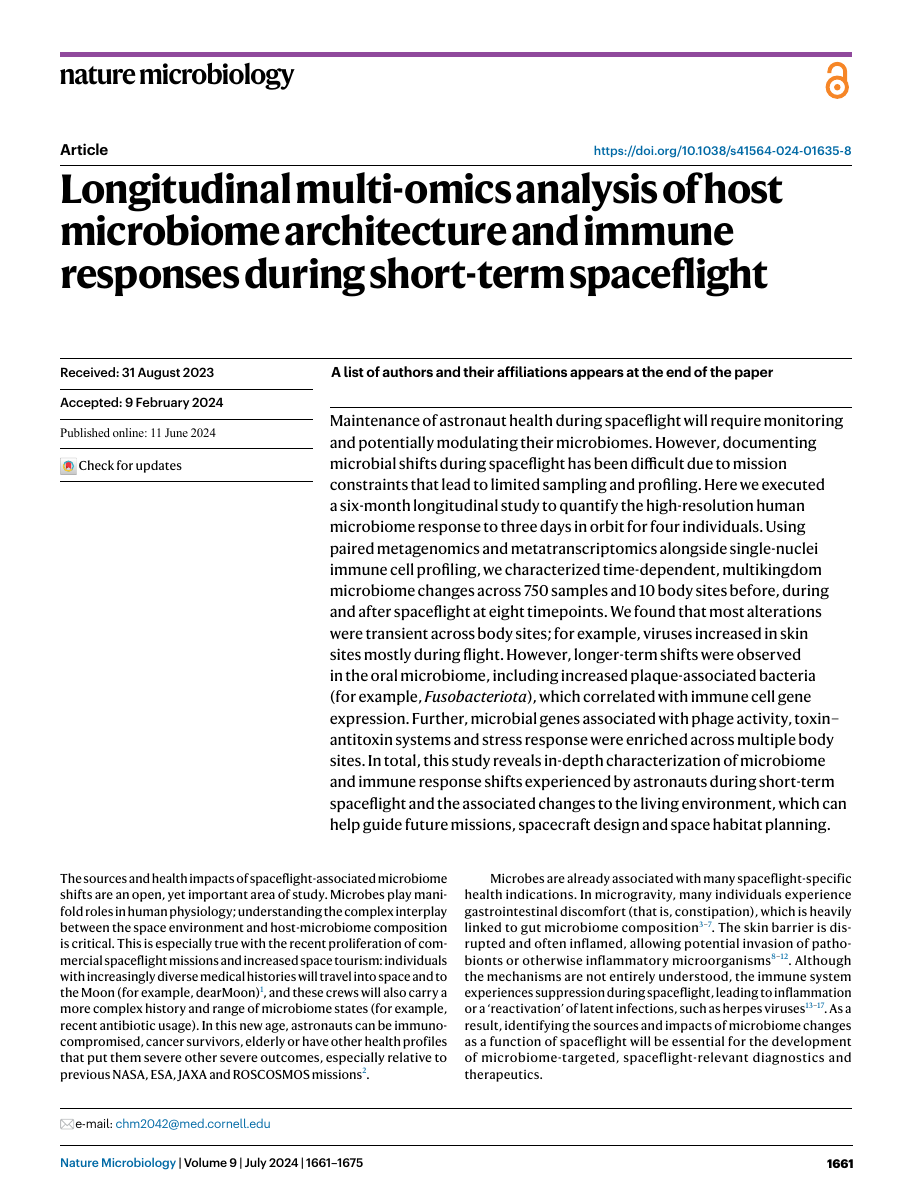 nature microbiology
Article
https://doi.org/10.1038/s41564-024-01635-8
Longitudinal multi-omics analysis of host
microbiome architecture and immune
responses during short-term spaceflight
Received: 31 August 2023
Accepted: 9 February 2024
Published online: 11 June 2024
Check for updates
A list of authors and their affiliations appears at the end of the paper
Maintenance of astronaut health during spaceflight will require monitoring
and potentially modulating their microbiomes. However, documenting
microbial shifts during spaceflight has been difficult due to mission
constraints that lead to limited sampling and profiling. Here we executed
a six-month longitudinal study to quantify the high-resolution human
microbiome response to three days in orbit for four individuals. Using
paired metagenomics and metatranscriptomics alongside single-nuclei
immune cell profiling, we characterized time-dependent, multikingdom
microbiome changes across 750 samples and 10 body sites before, during
and after spaceflight at eight timepoints. We found that most alterations
were transient across body sites; for example, viruses increased in skin
sites mostly during flight. However, longer-term shifts were observed
in the oral microbiome, including increased plaque-associated bacteria
(for example, Fusobacteriota), which correlated with immune cell gene
expression. Further, microbial genes associated with phage activity, toxin–
antitoxin systems and stress response were enriched across multiple body
sites. In total, this study reveals in-depth characterization of microbiome
and immune response shifts experienced by astronauts during short-term
spaceflight and the associated changes to the living environment, which can
help guide future missions, spacecraft design and space habitat planning.
The sources and health impacts of spaceflight-associated microbiome
shifts are an open, yet important area of study. Microbes play mani-
fold roles in human physiology; understanding the complex interplay
between the space environment and host-microbiome composition
is critical. This is especially true with the recent proliferation of com-
mercial spaceflight missions and increased space tourism: individuals
with increasingly diverse medical histories will travel into space and to
the Moon (for example, dearMoon)1, and these crews will also carry a
more complex history and range of microbiome states (for example,
recent antibiotic usage). In this new age, astronauts can be immuno-
compromised, cancer survivors, elderly or have other health profiles
that put them severe other severe outcomes, especially relative to
previous NASA, ESA, JAXA and ROSCOSMOS missions2.
Microbes are already associated with many spaceflight-specific
health indications. In microgravity, many individuals experience
gastrointestinal discomfort (that is, constipation), which is heavily
linked to gut microbiome composition3–7. The skin barrier is dis-
rupted and often inflamed, allowing potential invasion of patho-
bionts or otherwise inflammatory microorganisms8–12. Although
the mechanisms are not entirely understood, the immune system
experiences suppression during spaceflight, leading to inflammation
or a ‘reactivation’ of latent infections, such as herpes viruses13–17. As a
result, identifying the sources and impacts of microbiome changes
as a function of spaceflight will be essential for the development
of microbiome-targeted, spaceflight-relevant diagnostics and
therapeutics.
e-mail: chm2042@med.cornell.edu
Nature Microbiology | Volume 9 | July 2024 | 1661–1675
1661